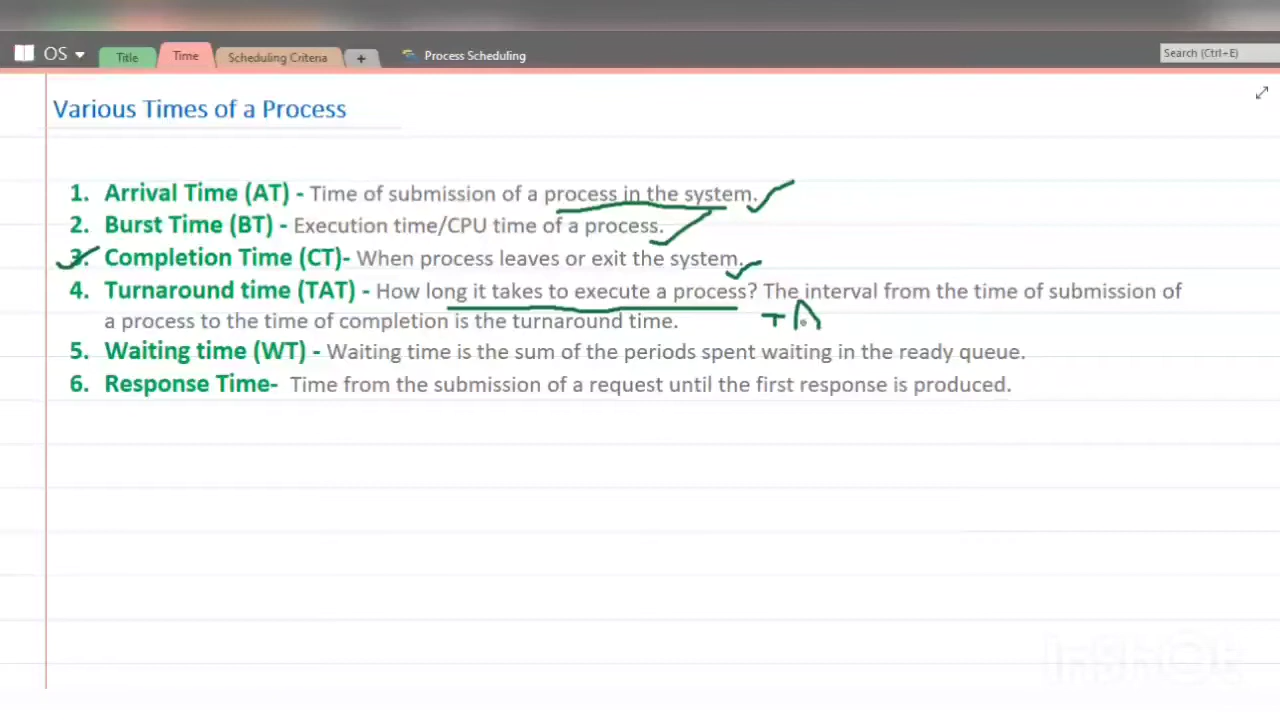 OS Title Time Scheduling Criteria + Process Scheduling Search (Ctrl+E)
Various Times of a Process
1. Arrival Time (AT) - Time of submission of a process in the system.
2. Burst Time (BT) - Execution time/CPU time of a process.
3. Completion Time (CT)- When process leaves or exit the system.
4. Turnaround time (TAT) - How long it takes to execute a process? The interval from the time of submission of
a process to the time of completion is the turnaround time.
TA
5. Waiting time (WT) - Waiting time is the sum of the periods spent waiting in the ready queue.
6. Response Time- Time from the submission of a request until the first response is produced.
InShOt